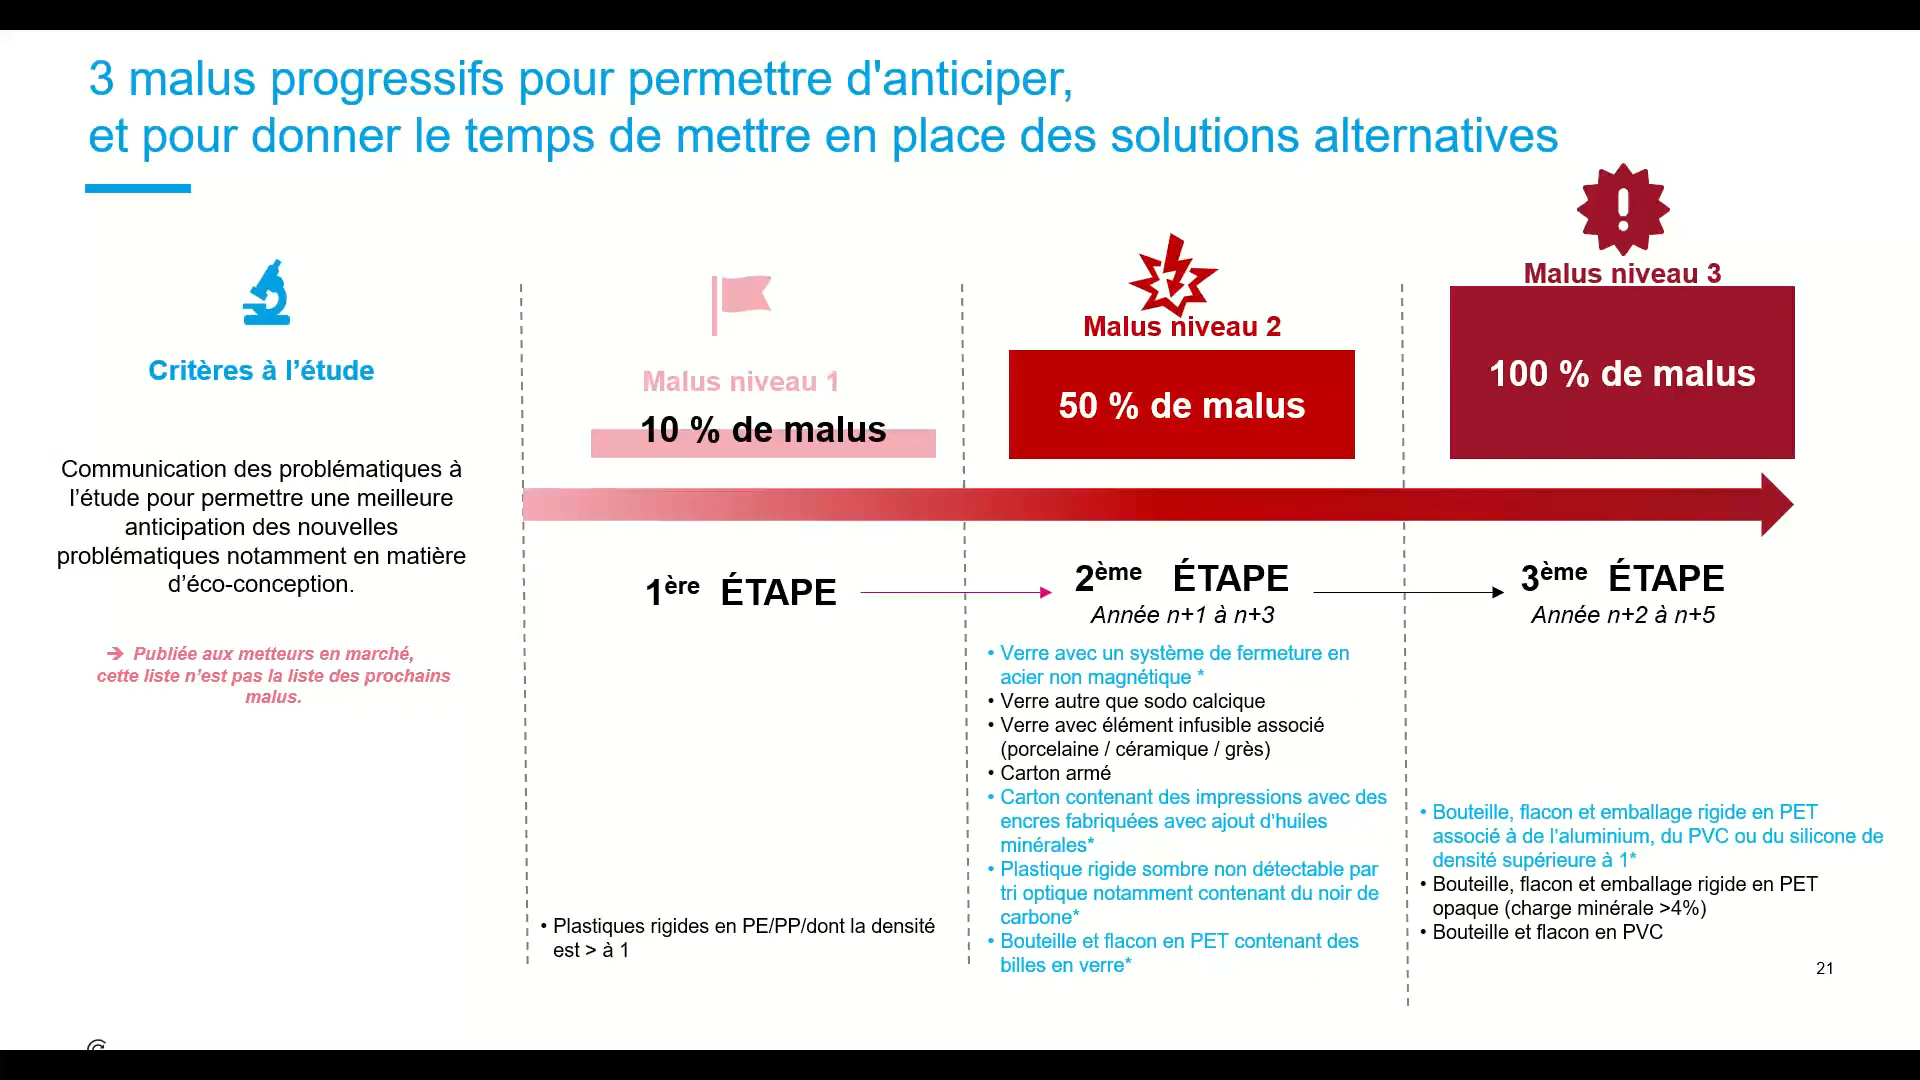 3 malus progressifs pour permettre d'anticiper,
et pour donner le temps de mettre en place des solutions alternatives
Critères à l’étude
Communication des problématiques à
l’étude pour permettre une meilleure
anticipation des nouvelles
problématiques notamment en matière
d’éco-conception.
➔ Publiée aux metteurs en marché,
cette liste n’est pas la liste des prochains
malus.
Malus niveau 1
10 % de malus
1ère ÉTAPE
• Plastiques rigides en PE/PP/dont la densité
est > à 1
Malus niveau 2
50 % de malus
2ème ÉTAPE
Année n+1 à n+3
• Verre avec un système de fermeture en
acier non magnétique *
• Verre autre que sodo calcique
• Verre avec élément infusible associé
(porcelaine / céramique / grès)
• Carton armé
• Carton contenant des impressions avec des
encres fabriquées avec ajout d’huiles
minérales*
• Plastique rigide sombre non détectable par
tri optique notamment contenant du noir de
carbone*
• Bouteille et flacon en PET contenant des
billes en verre*
Malus niveau 3
100 % de malus
3ème ÉTAPE
Année n+2 à n+5
• Bouteille, flacon et emballage rigide en PET
associé à de l’aluminium, du PVC ou du silicone de
densité supérieure à 1*
• Bouteille, flacon et emballage rigide en PET
opaque (charge minérale >4%)
• Bouteille et flacon en PVC
21